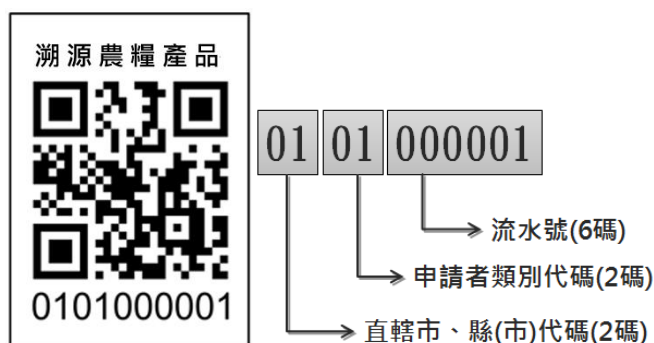 溯源農糧產品
0101000001
01 01 000001
流水號(6碼)
申請者類別代碼(2碼)
直轄市、縣(市)代碼(2碼)